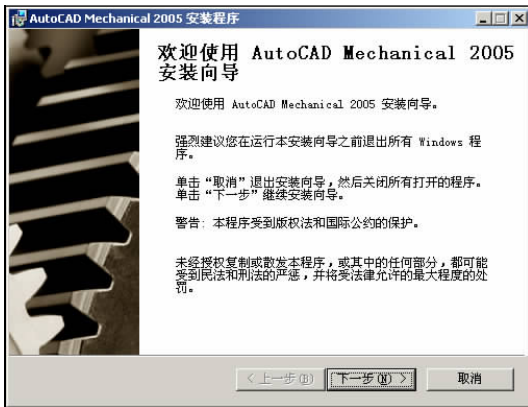 AutoCAD Mechanical 2005 安装程序
欢迎使用 AutoCAD Mechanical 2005
安装向导
欢迎使用 AutoCAD Mechanical 2005 安装向导。
强烈建议您在运行本安装向导之前退出所有 Windows 程
序。
单击“取消”退出安装向导，然后关闭所有打开的程序。
单击“下一步”继续安装向导。
警告：本程序受到版权法和国际公约的保护。
未经授权复制或散发本程序，或其中的任何部分，都可能
受到民法和刑法的严惩，并将受法律允许的最大程度的处
罚。
<上一步(B)
下一步(N)>
取消